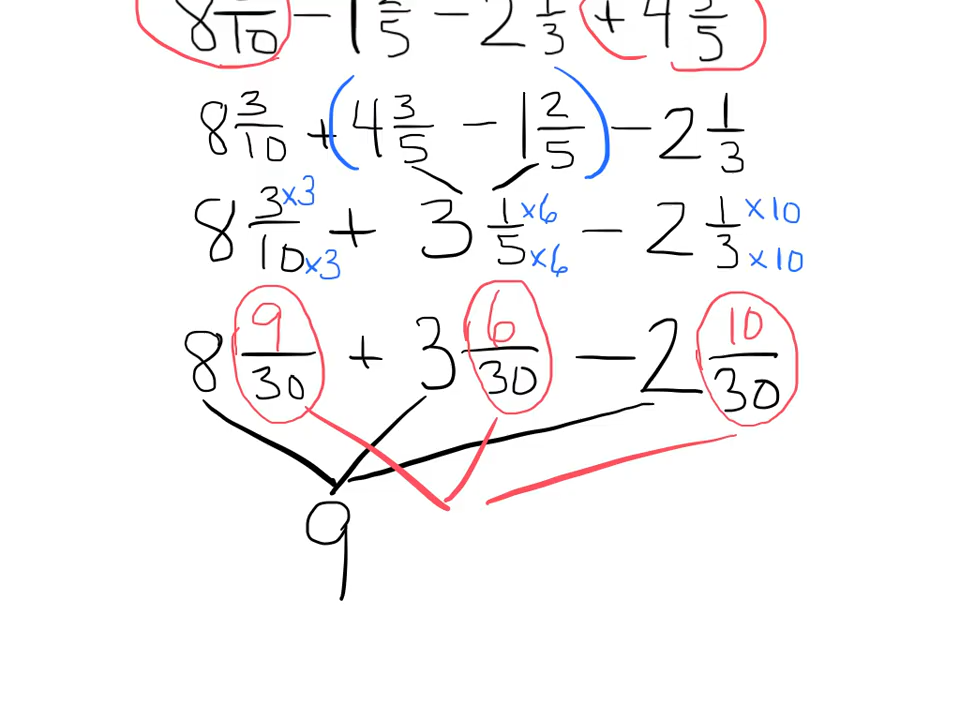 8 3/10 - 1 2/5 - 2 1/3 + 4 3/5
8 3/10 + (4 3/5 - 1 2/5) - 2 1/3
8 3×3/10×3 + 3 1×6/5×6 - 2 1×10/3×10
8 9/30 + 3 6/30 - 2 10/30
9